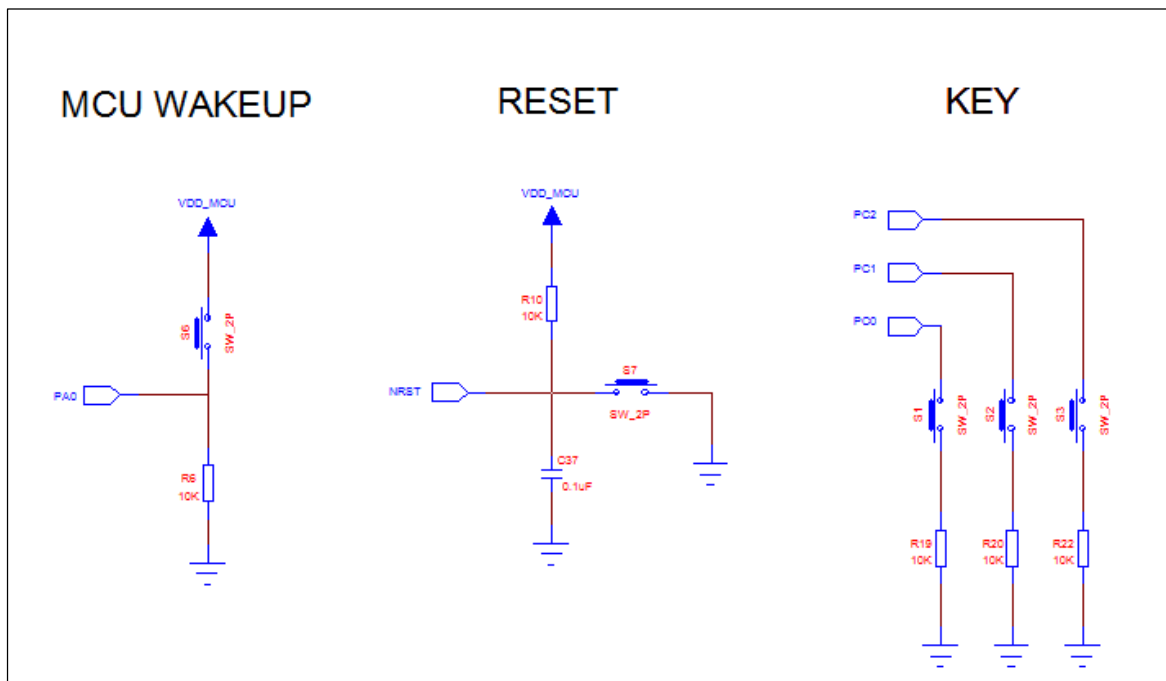 MCU WAKEUP
RESET
KEY
VDD_MCU
S6
SW_2P
PA0
R6
10K
VDD_MCU
R10
10K
NRST
S7
SW_2P
C37
0.1uF
PC2
PC1
PC0
S1
SW_2P
S2
SW_2P
S3
SW_2P
R19
10K
R20
10K
R22
10K